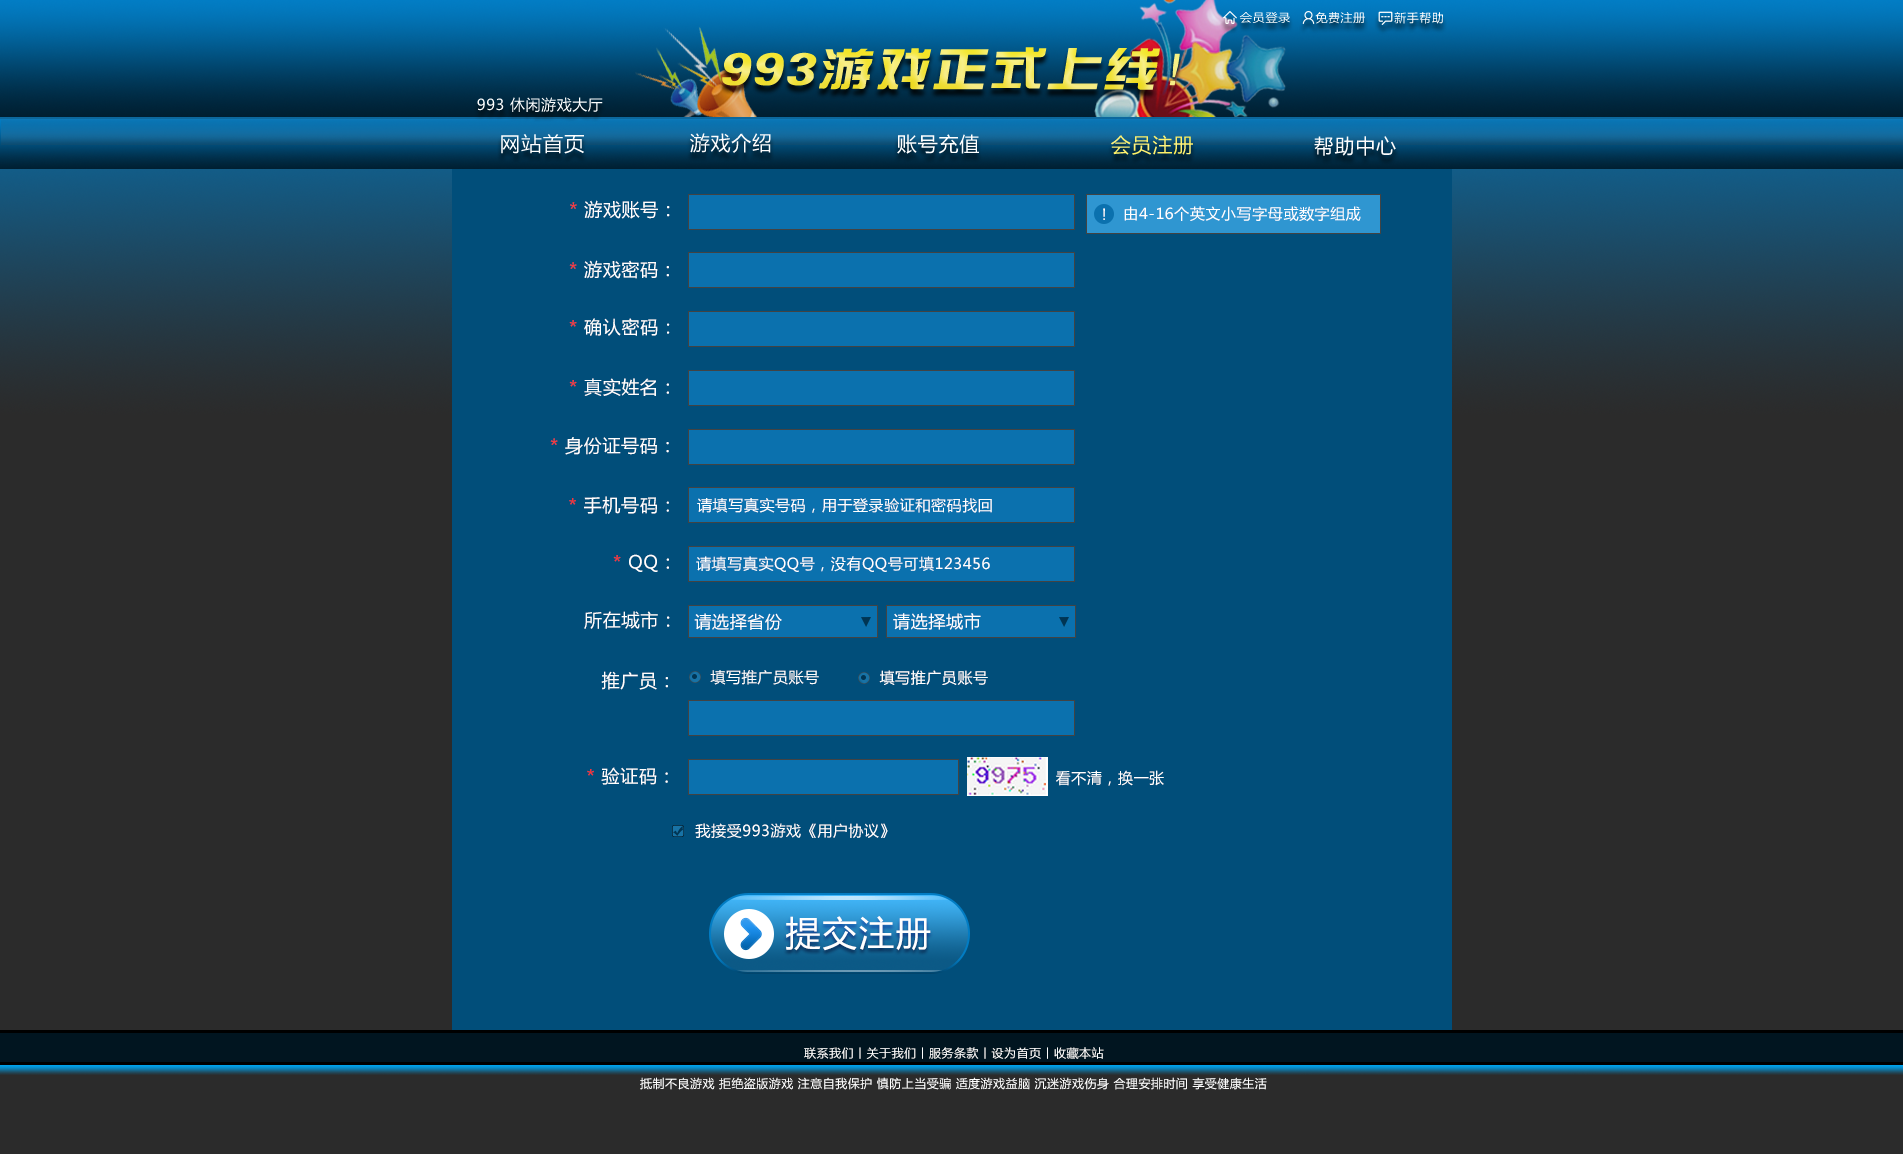 会员登录 免费注册 新手帮助
993游戏正式上线!
993 休闲游戏大厅
网站首页 游戏介绍 账号充值 会员注册 帮助中心
* 游戏账号： ! 由4-16个英文小写字母或数字组成
* 游戏密码：
* 确认密码：
* 真实姓名：
* 身份证号码：
* 手机号码： 请填写真实号码，用于登录验证和密码找回
* QQ： 请填写真实QQ号，没有QQ号可填123456
所在城市： 请选择省份 ▼ 请选择城市 ▼
推广员： 填写推广员账号 填写推广员账号
* 验证码： 9975 看不清，换一张
我接受993游戏《用户协议》
提交注册
联系我们 | 关于我们 | 服务条款 | 设为首页 | 收藏本站
抵制不良游戏 拒绝盗版游戏 注意自我保护 慎防上当受骗 适度游戏益脑 沉迷游戏伤身 合理安排时间 享受健康生活